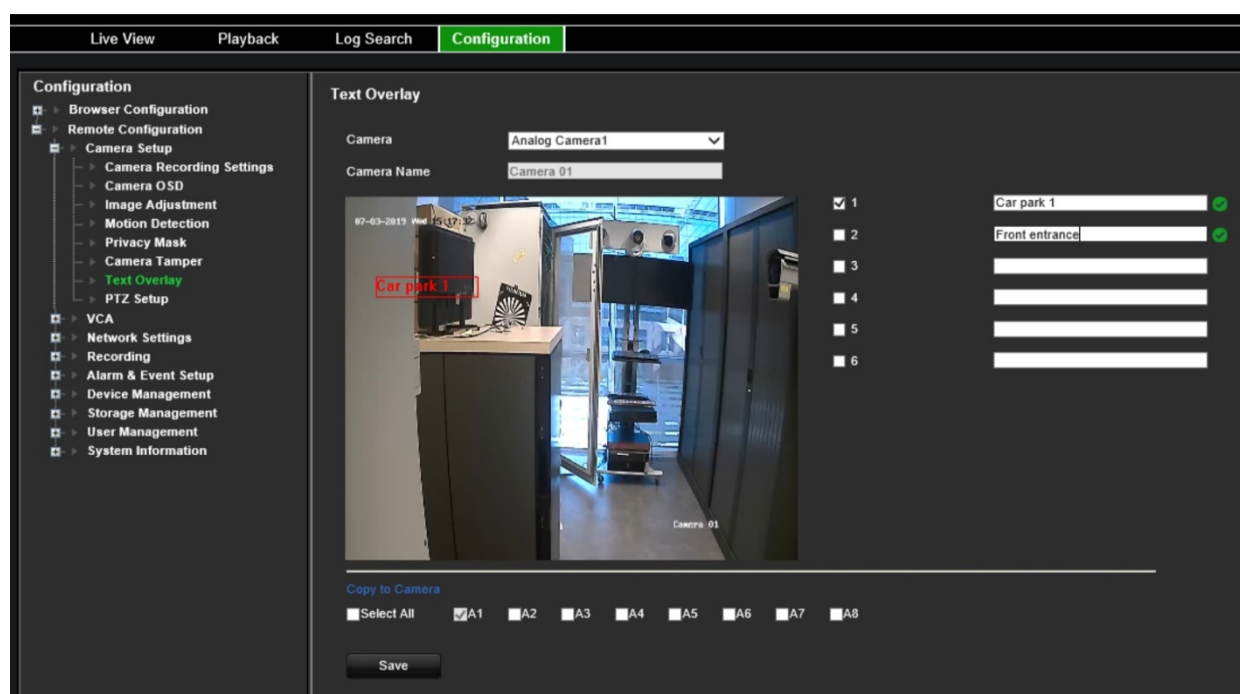 Live View Playback Log Search Configuration
Configuration
Browser Configuration
Remote Configuration
Camera Setup
Camera Recording Settings
Camera OSD
Image Adjustment
Motion Detection
Privacy Mask
Camera Tamper
Text Overlay
PTZ Setup
VCA
Network Settings
Recording
Alarm & Event Setup
Device Management
Storage Management
User Management
System Information
Text Overlay
Camera Analog Camera1
Camera Name Camera 01
07-03-2019 Wed 15:17:32
Car park 1
Camera 01
1 Car park 1
2 Front entrance
3
4
5
6
Copy to Camera
Select All A1 A2 A3 A4 A5 A6 A7 A8
Save